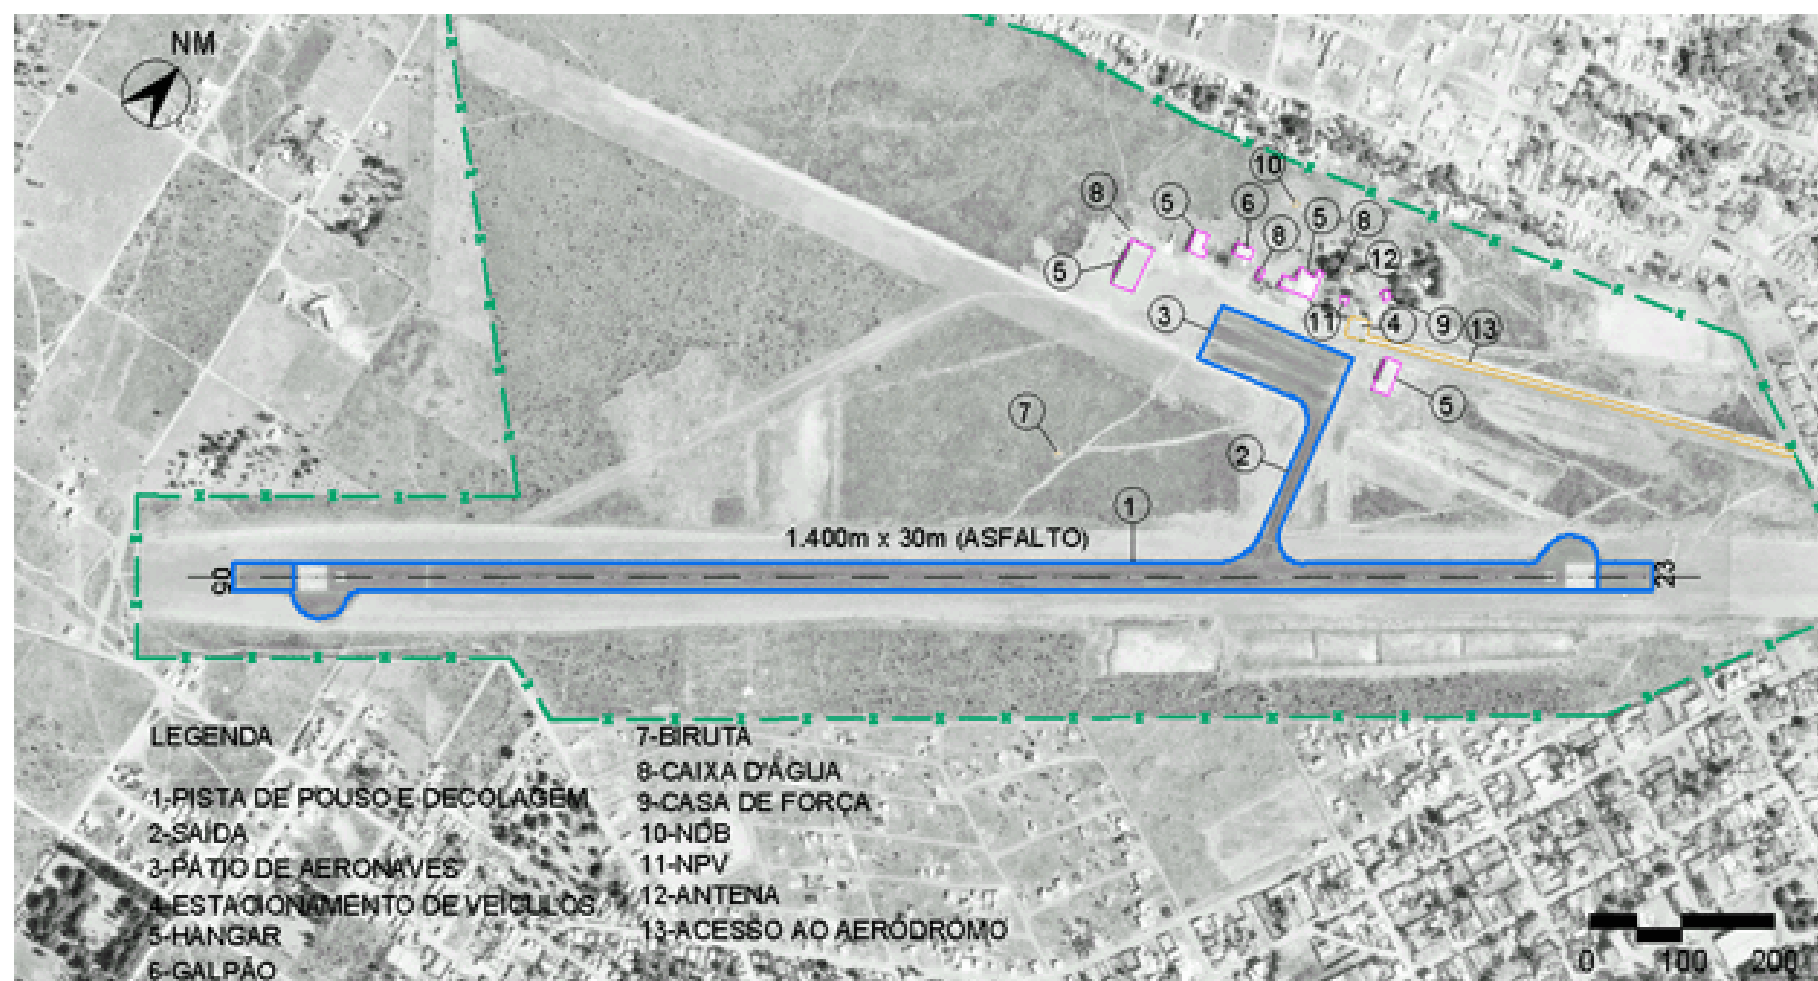 NM
10
8
5
6
5
8
8
12
5
3
11
4
9
13
5
7
2
1
1.400m x 30m (ASFALTO)
05
23
LEGENDA
1-PISTA DE POUSO E DECOLAGEM
2-SAÍDA
3-PÁTIO DE AERONAVES
4-ESTACIONAMENTO DE VEÍCULOS
5-HANGAR
6-GALPÃO
7-BIRUTA
8-CAIXA D'ÁGUA
9-CASA DE FORÇA
10-NDB
11-NPV
12-ANTENA
13-ACESSO AO AERÓDROMO
0 100 200